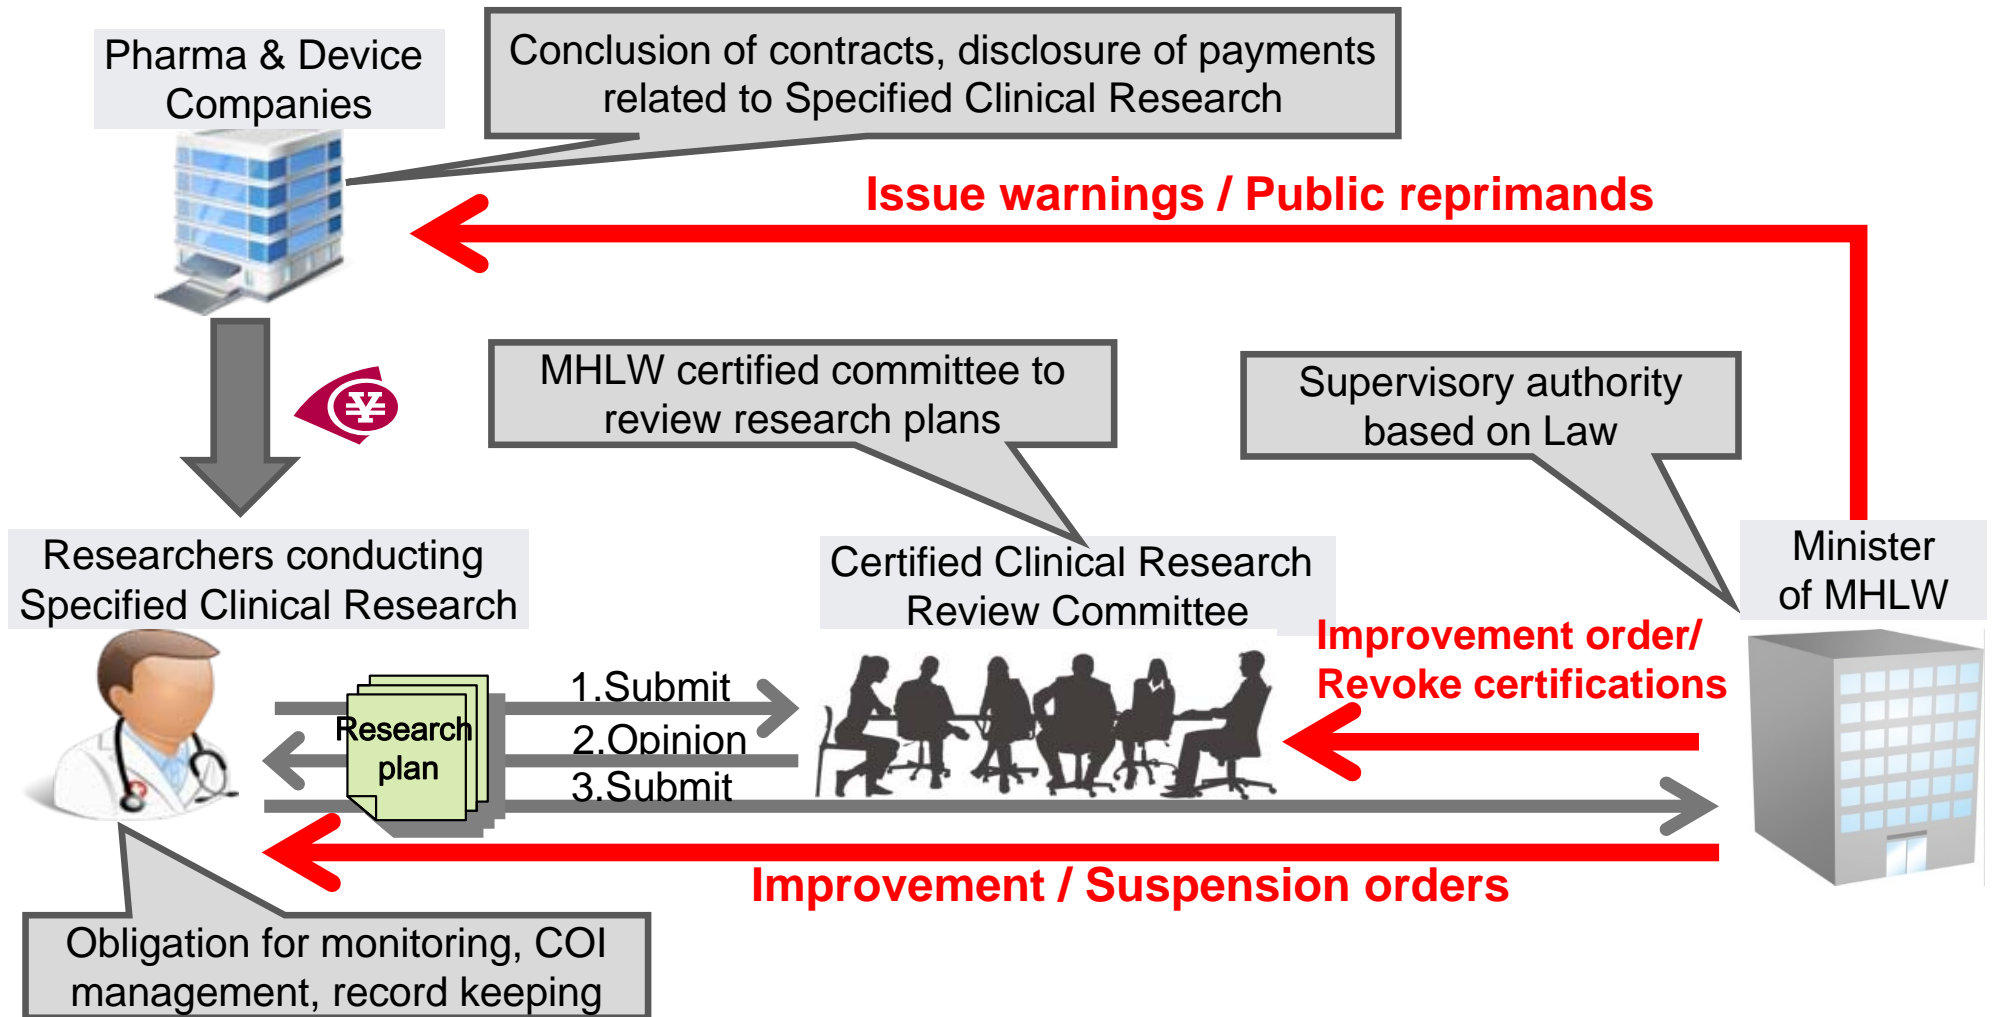 Pharma & Device
Companies
Conclusion of contracts, disclosure of payments
related to Specified Clinical Research
Issue warnings / Public reprimands
¥
MHLW certified committee to
review research plans
Supervisory authority
based on Law
Researchers conducting
Specified Clinical Research
Certified Clinical Research
Review Committee
Minister
of MHLW
Improvement order/
Revoke certifications
Research
plan
1.Submit
2.Opinion
3.Submit
Improvement / Suspension orders
Obligation for monitoring, COI
management, record keeping